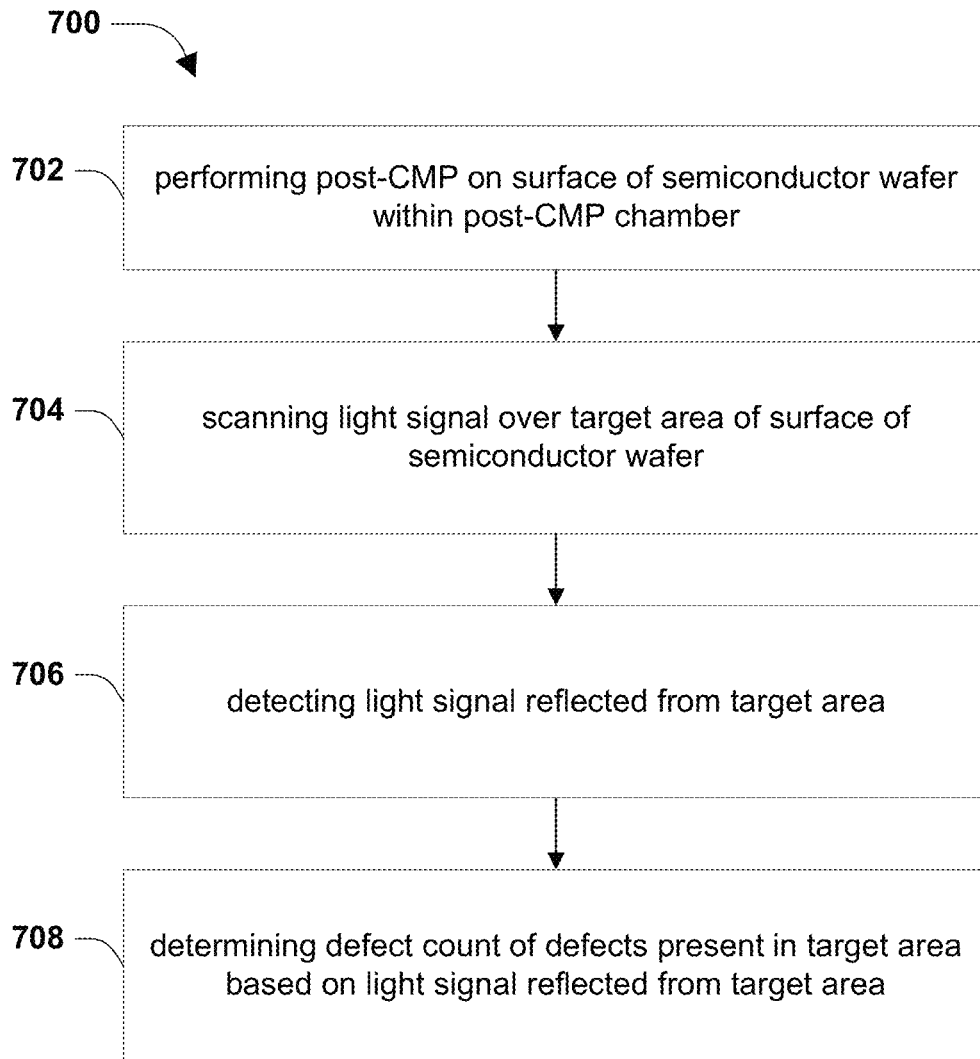 700
702
performing post-CMP on surface of semiconductor wafer
within post-CMP chamber
704
scanning light signal over target area of surface of
semiconductor wafer
706
detecting light signal reflected from target area
708
determining defect count of defects present in target area
based on light signal reflected from target area